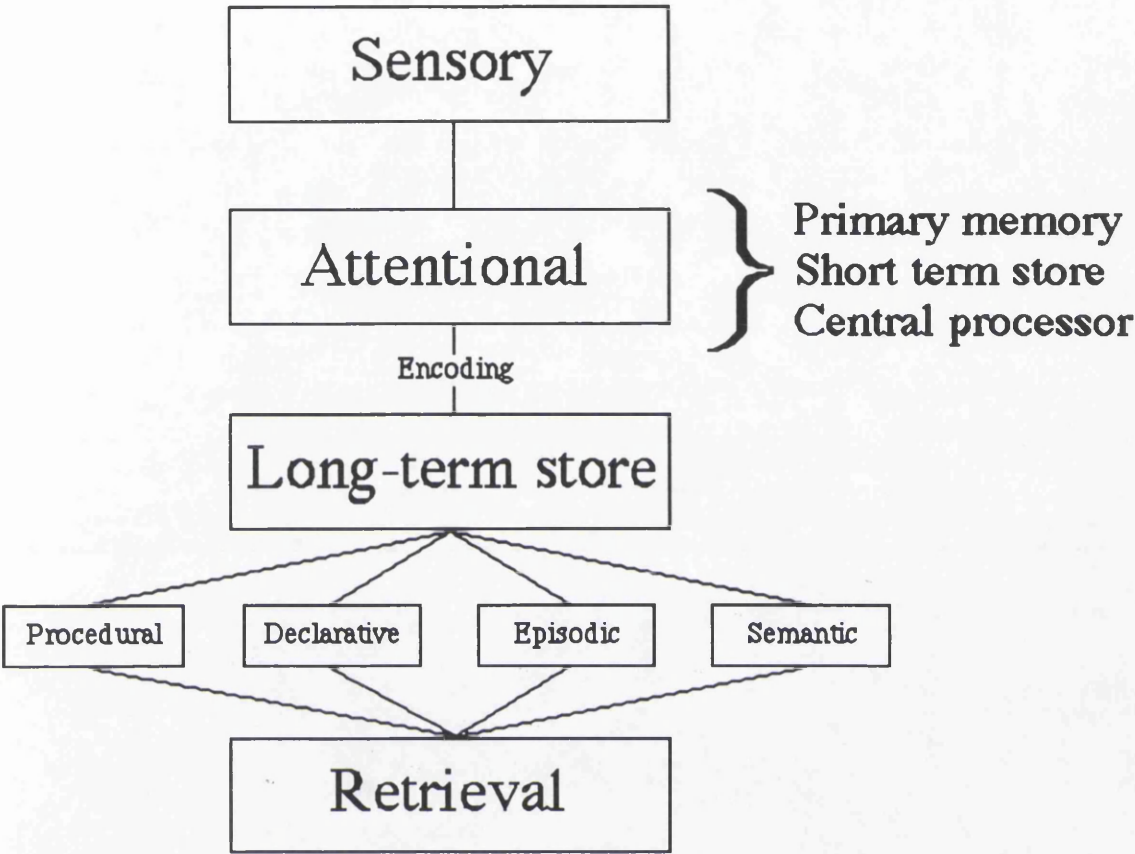 Sensory
Attentional
Primary memory
Short term store
Central processor
Encoding
Long-term store
Procedural
Declarative
Episodic
Semantic
Retrieval